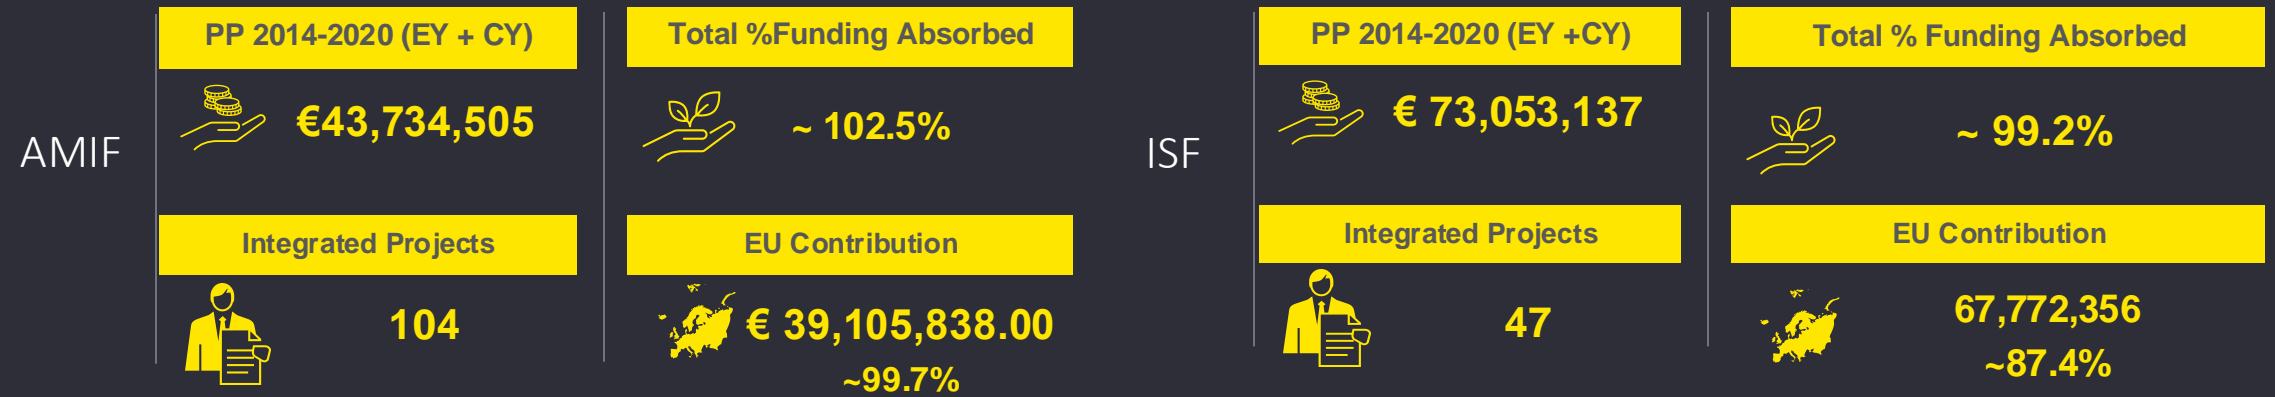 AMIF
PP 2014-2020 (EY + CY)
€43,734,505
Total %Funding Absorbed
~ 102.5%
Integrated Projects
104
EU Contribution
€ 39,105,838.00
~99.7%
ISF
PP 2014-2020 (EY +CY)
€ 73,053,137
Total % Funding Absorbed
~ 99.2%
Integrated Projects
47
EU Contribution
67,772,356
~87.4%